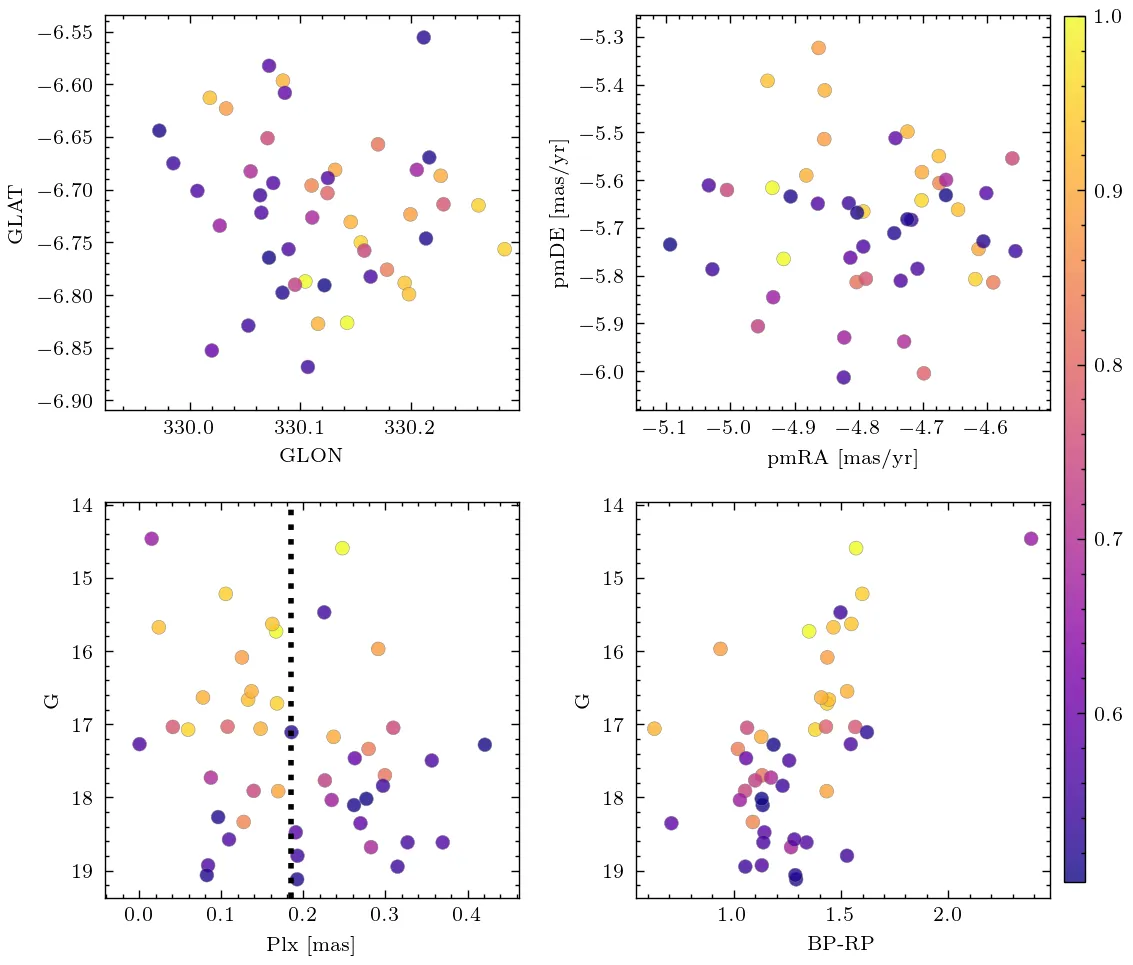 −6.55
−6.60
−6.65
−6.70
−6.75
−6.80
−6.85
−6.90
GLAT
330.0 330.1 330.2
GLON
−5.3
−5.4
−5.5
−5.6
−5.7
−5.8
−5.9
−6.0
pmDE [mas/yr]
−5.1 −5.0 −4.9 −4.8 −4.7 −4.6
pmRA [mas/yr]
1.0
0.9
0.8
0.7
0.6
14
15
16
17
18
19
G
0.0 0.1 0.2 0.3 0.4
Plx [mas]
14
15
16
17
18
19
G
1.0 1.5 2.0
BP-RP